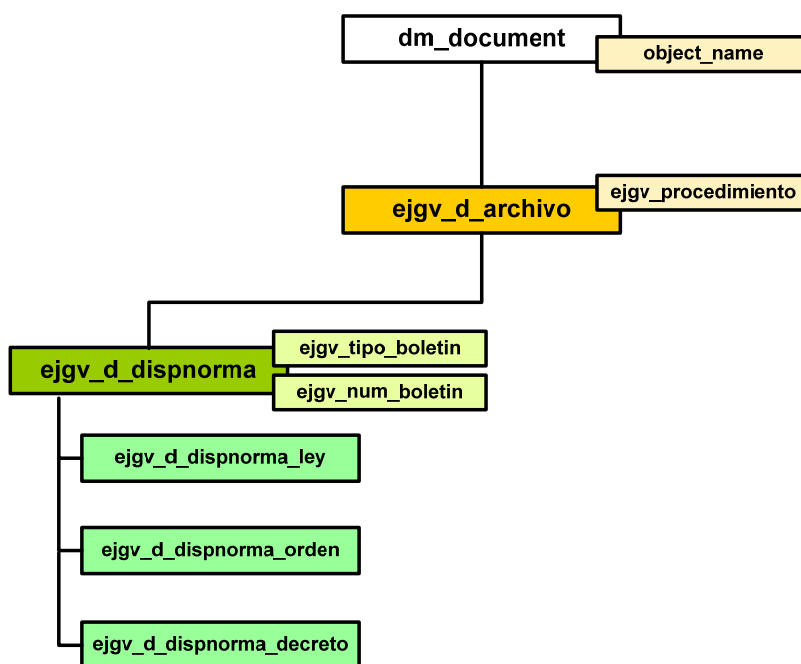 dm_document
object_name
ejgv_d_archivo
ejgv_procedimiento
ejgv_d_dispnorma
ejgv_tipo_boletin
ejgv_num_boletin
ejgv_d_dispnorma_ley
ejgv_d_dispnorma_orden
ejgv_d_dispnorma_decreto